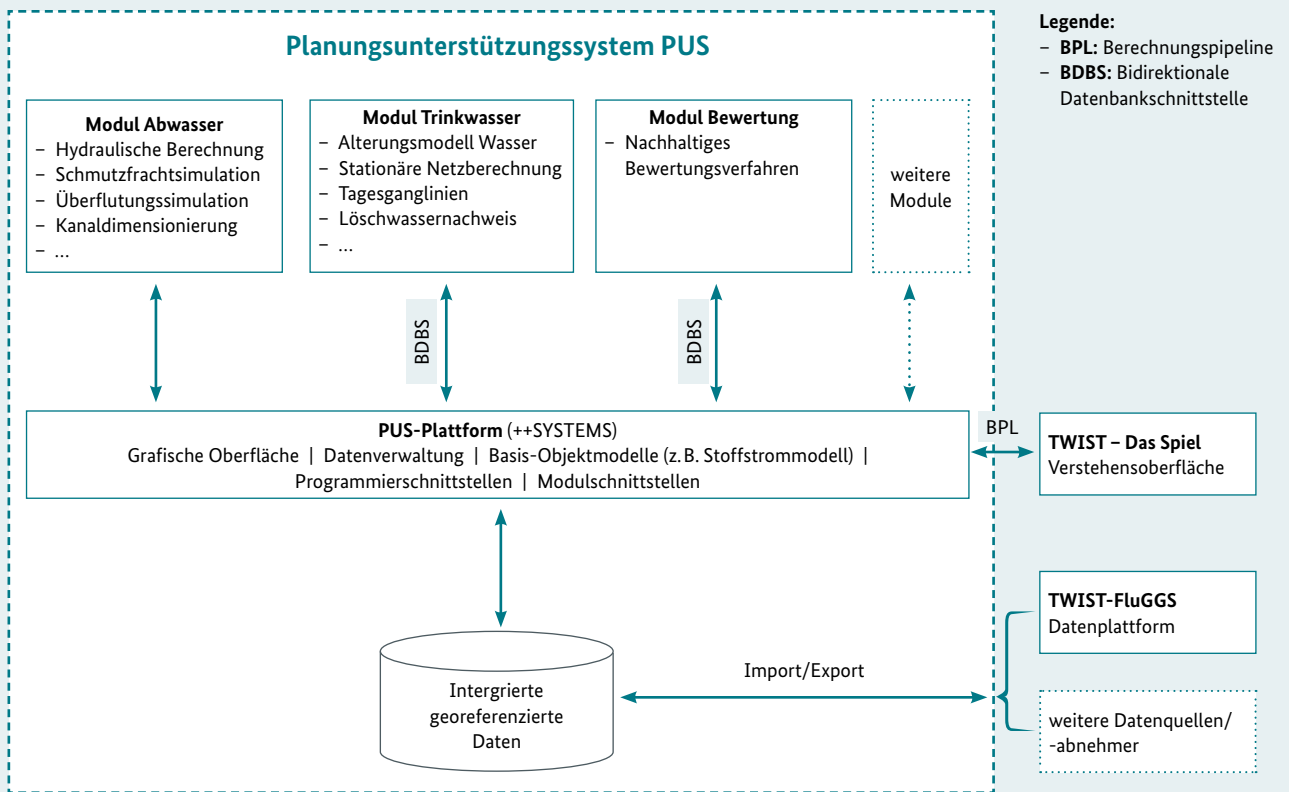 Planungsunterstützungssystem PUS
Modul Abwasser
– Hydraulische Berechnung
– Schmutzfrachtsimulation
– Überflutungssimulation
– Kanaldimensionierung
– ...
Modul Trinkwasser
– Alterungsmodell Wasser
– Stationäre Netzberechnung
– Tagesganglinien
– Löschwassernachweis
– ...
Modul Bewertung
– Nachhaltiges
Bewertungsverfahren
weitere
Module
BDBS
BDBS
PUS-Plattform (++SYSTEMS)
Grafische Oberfläche | Datenverwaltung | Basis-Objektmodelle (z. B. Stoffstrommodell) |
Programmierschnittstellen | Modulschnittstellen
Intergrierte
georeferenzierte
Daten
Import/Export
Legende:
– BPL: Berechnungspipeline
– BDBS: Bidirektionale
Datenbankschnittstelle
BPL
TWIST – Das Spiel
Verstehensoberfläche
TWIST-FluGGS
Datenplattform
weitere Datenquellen/
-abnehmer